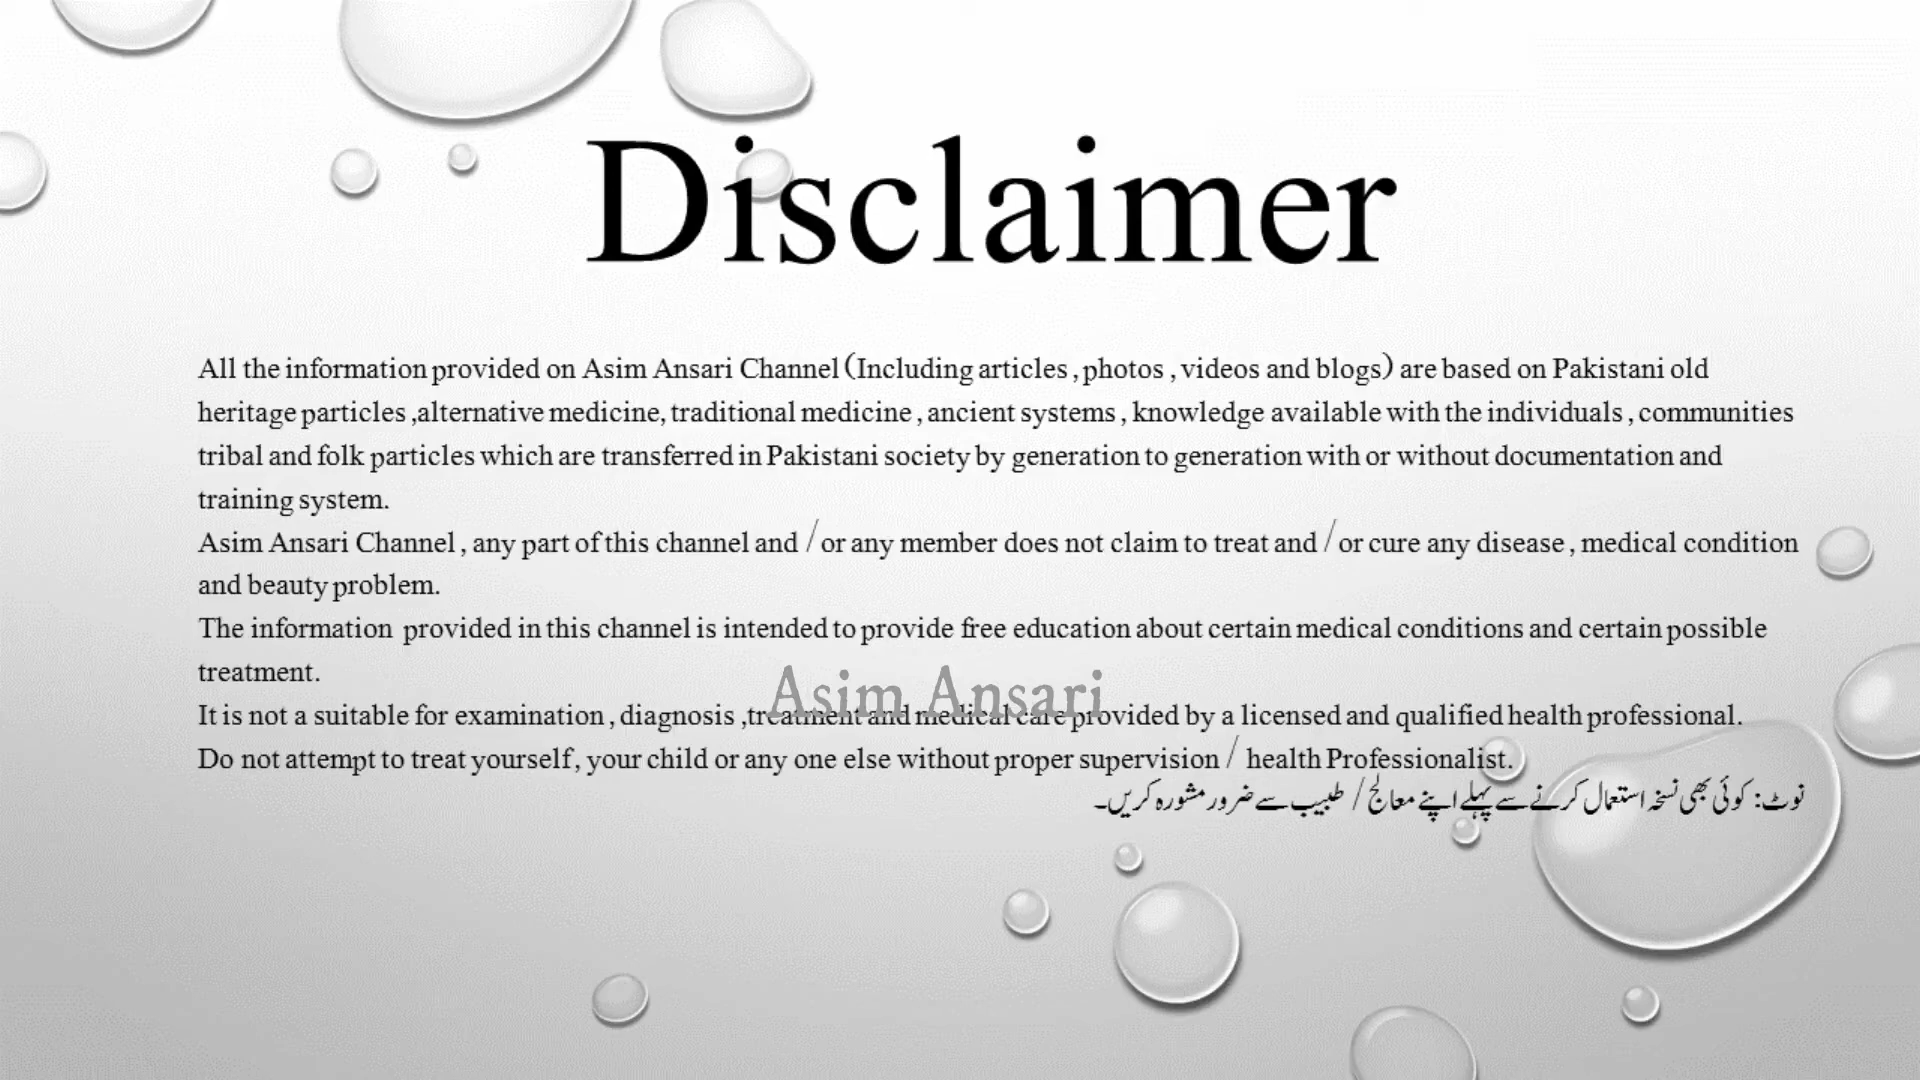 Disclaimer
All the information provided on Asim Ansari Channel (Including articles , photos , videos and blogs) are based on Pakistani old
heritage particles ,alternative medicine, traditional medicine , ancient systems , knowledge available with the individuals , communities
tribal and folk particles which are transferred in Pakistani society by generation to generation with or without documentation and
training system.
Asim Ansari Channel , any part of this channel and / or any member does not claim to treat and / or cure any disease , medical condition
and beauty problem.
The information provided in this channel is intended to provide free education about certain medical conditions and certain possible
treatment.
Asim Ansari
It is not a suitable for examination , diagnosis ,treatment and medical care provided by a licensed and qualified health professional.
Do not attempt to treat yourself, your child or any one else without proper supervision / health Professionalist.
نوٹ: کوئی بھی نسخہ استعمال کرنے سے پہلے اپنے معالج / طبیب سے ضرور مشورہ کریں۔